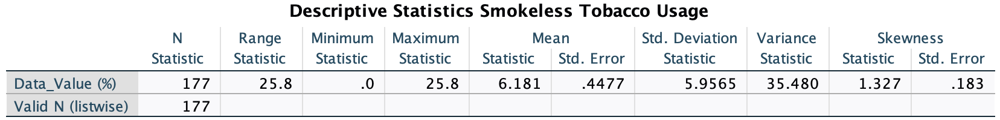 Descriptive Statistics Smokeless Tobacco Usage
N Range Minimum Maximum Mean Std. Deviation Variance Skewness
Statistic Statistic Statistic Statistic Statistic Std. Error Statistic Statistic Statistic Std. Error
Data_Value (%) 177 25.8 .0 25.8 6.181 .4477 5.9565 35.480 1.327 .183
Valid N (listwise) 177